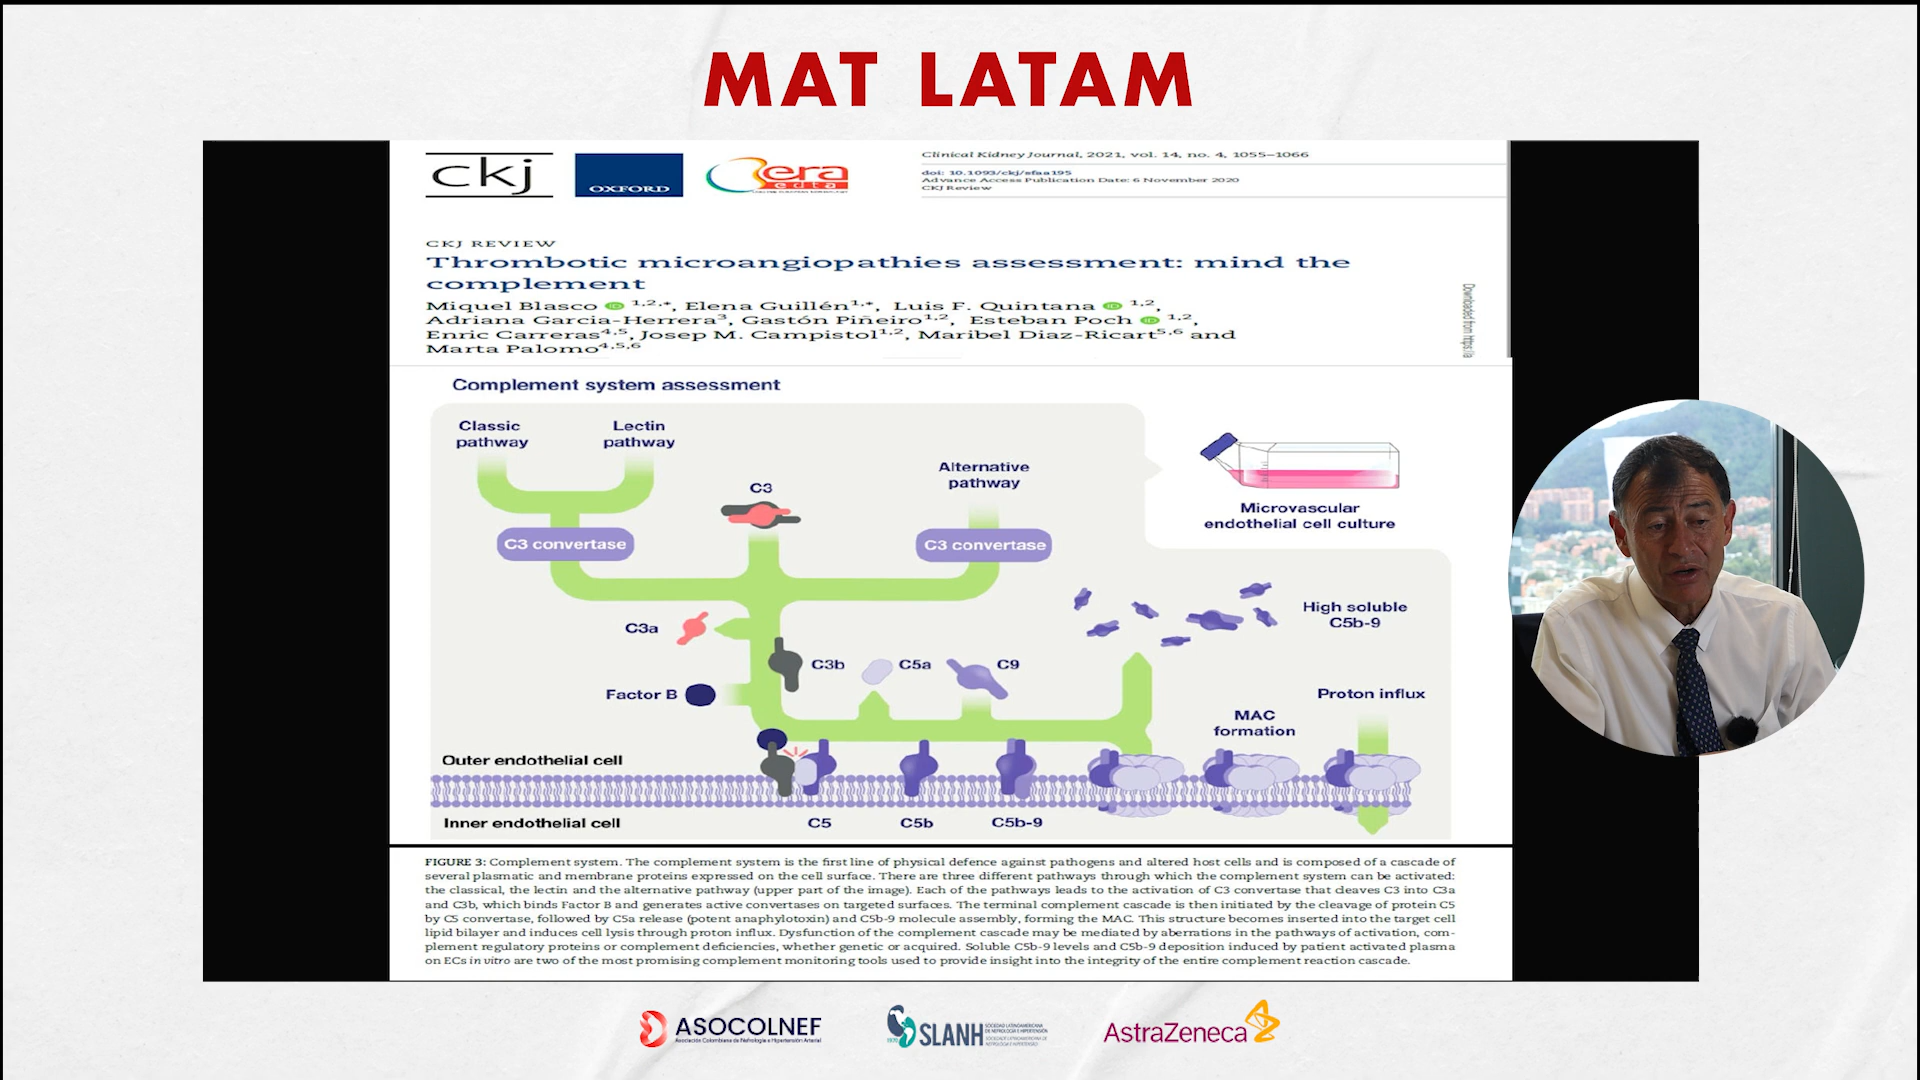 MAT LATAM
ckj
OXFORD
era
edta
Clinical Kidney Journal, 2021, vol. 14, no. 4, 1055–1066
doi: 10.1093/ckj/sfaa195
Advance Access Publication Date: 6 November 2020
CKJ Review
CKJ REVIEW
Thrombotic microangiopathies assessment: mind the
complement
Miquel Blasco iD 1,2,*, Elena Guillén1,*, Luis F. Quintana iD 1,2,
Adriana Garcia-Herrera3, Gastón Piñeiro1,2, Esteban Poch iD 1,2,
Enric Carreras4,5, Josep M. Campistol1,2, Maribel Diaz-Ricart5,6 and
Marta Palomo4,5,6
Downloaded from https://a
Complement system assessment
Classic
pathway
Lectin
pathway
C3
Alternative
pathway
Microvascular
endothelial cell culture
C3 convertase
C3 convertase
High soluble
C5b-9
C3a
C3b
C5a
C9
Factor B
Proton influx
MAC
formation
Outer endothelial cell
Inner endothelial cell
C5
C5b
C5b-9
FIGURE 3: Complement system. The complement system is the first line of physical defence against pathogens and altered host cells and is composed of a cascade of
several plasmatic and membrane proteins expressed on the cell surface. There are three different pathways through which the complement system can be activated:
the classical, the lectin and the alternative pathway (upper part of the image). Each of the pathways leads to the activation of C3 convertase that cleaves C3 into C3a
and C3b, which binds Factor B and generates active convertases on targeted surfaces. The terminal complement cascade is then initiated by the cleavage of protein C5
by C5 convertase, followed by C5a release (potent anaphylotoxin) and C5b-9 molecule assembly, forming the MAC. This structure becomes inserted into the target cell
lipid bilayer and induces cell lysis through proton influx. Dysfunction of the complement cascade may be mediated by aberrations in the pathways of activation, com-
plement regulatory proteins or complement deficiencies, whether genetic or acquired. Soluble C5b-9 levels and C5b-9 deposition induced by patient activated plasma
on ECs in vitro are two of the most promising complement monitoring tools used to provide insight into the integrity of the entire complement reaction cascade.
ASOCOLNEF
Asociación Colombiana de Nefrología e Hipertensión Arterial
SLANH
SOCIEDAD LATINOAMERICANA
DE NEFROLOGÍA E HIPERTENSIÓN
AstraZeneca